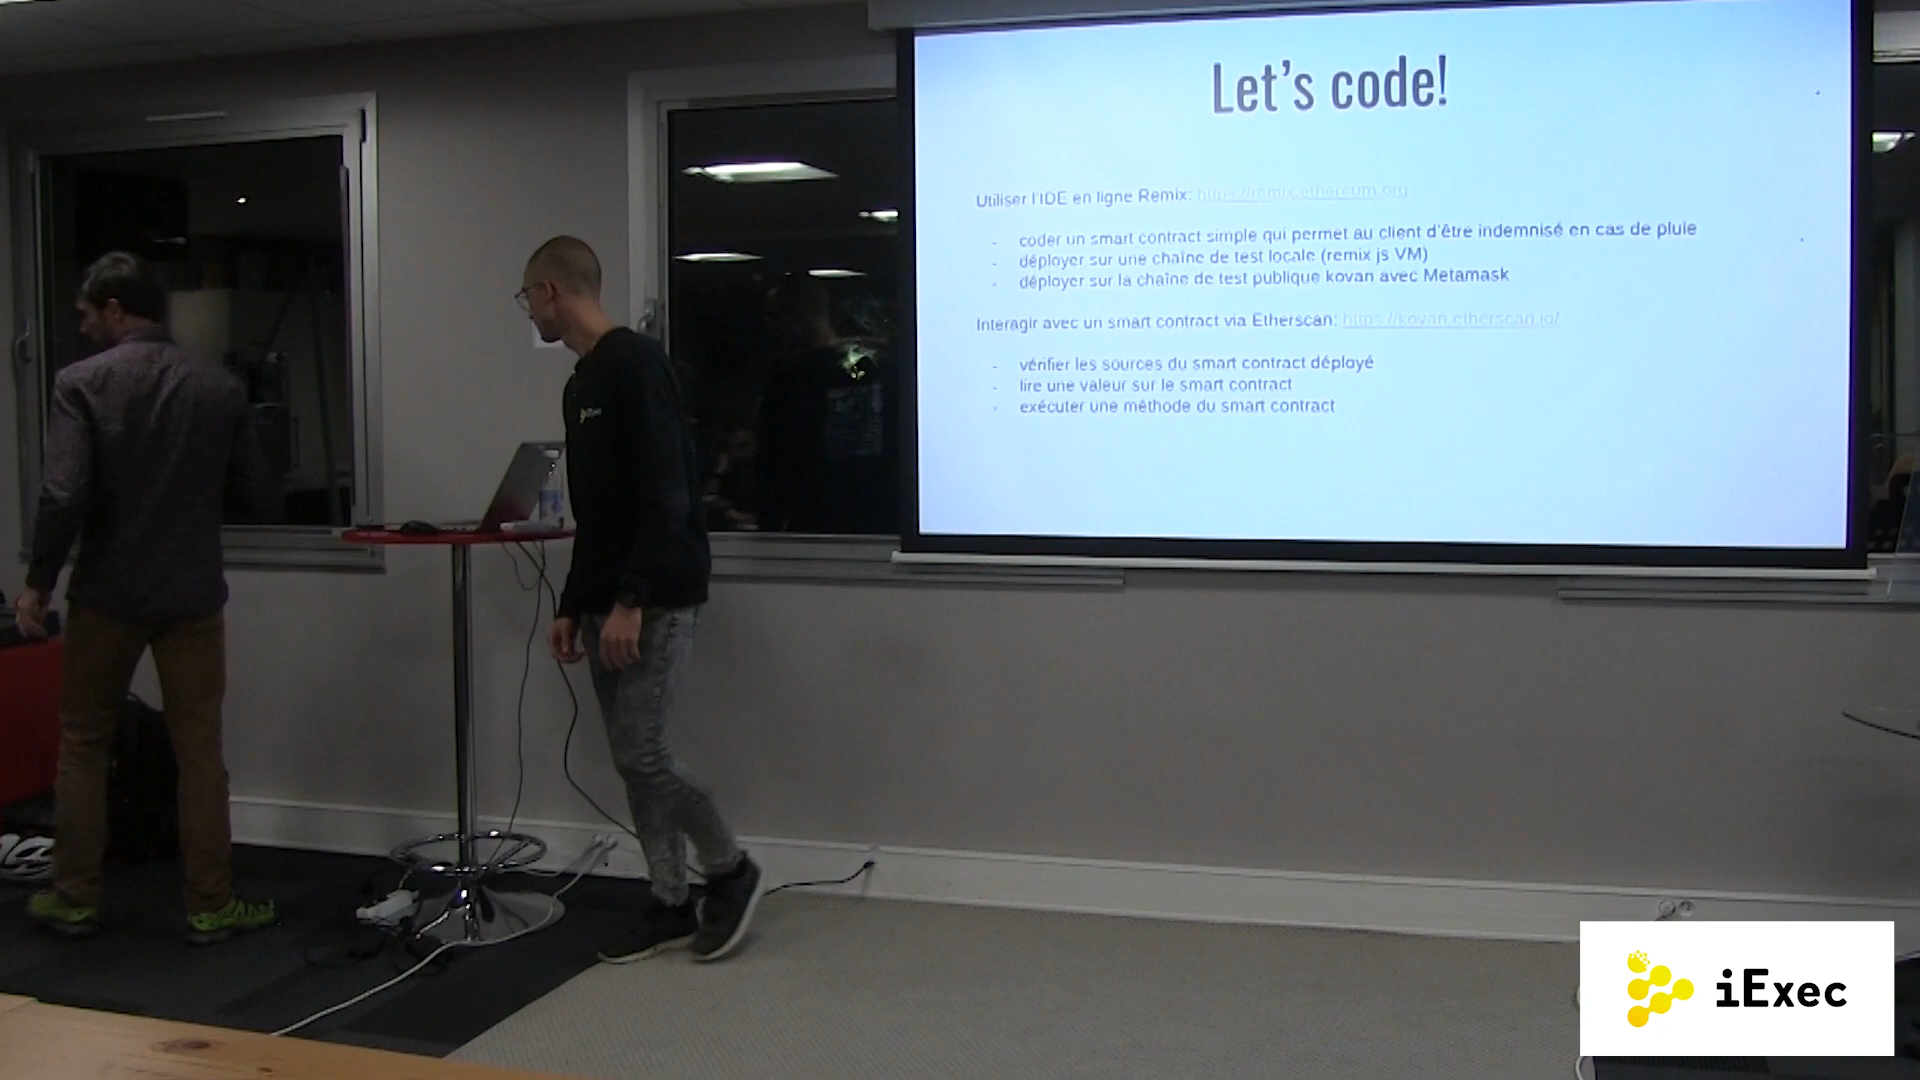 Let's code!
Utiliser l'IDE en ligne Remix: https://remix.ethereum.org
- coder un smart contract simple qui permet au client d'être indemnisé en cas de pluie
- déployer sur une chaîne de test locale (remix js VM)
- déployer sur la chaîne de test publique kovan avec Metamask
Interagir avec un smart contract via Etherscan: https://kovan.etherscan.io/
- vérifier les sources du smart contract déployé
- lire une valeur sur le smart contract
- exécuter une méthode du smart contract
iExec
iExec